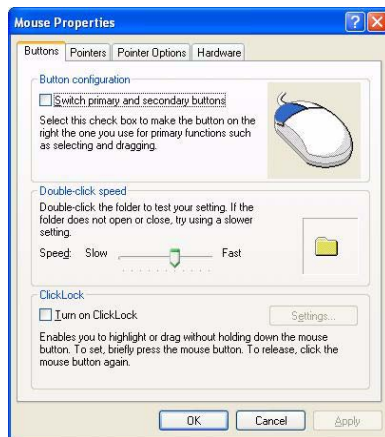 Mouse Properties
Buttons Pointers Pointer Options Hardware
Button configuration
Switch primary and secondary buttons
Select this check box to make the button on the
right the one you use for primary functions such
as selecting and dragging.
Double-click speed
Double-click the folder to test your setting. If the
folder does not open or close, try using a slower
setting.
Speed: Slow Fast
ClickLock
Turn on ClickLock Settings...
Enables you to highlight or drag without holding down the mouse
button. To set, briefly press the mouse button. To release, click the
mouse button again.
OK Cancel Apply